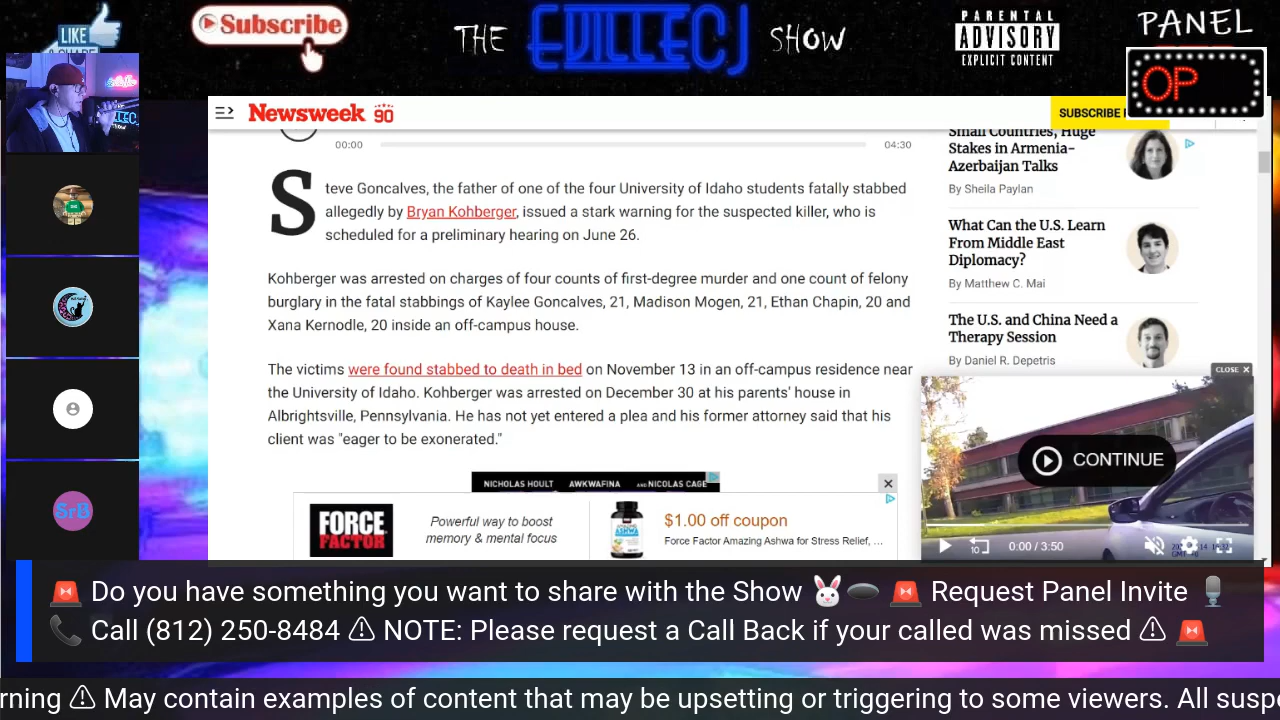 LIKE
& SHARE
Subscribe
THE EVILLECJ SHOW
PARENTAL
ADVISORY
EXPLICIT CONTENT
PANEL
OP
Newsweek 90
SUBSCRIBE
00:00
04:30
Steve Goncalves, the father of one of the four University of Idaho students fatally stabbed
allegedly by Bryan Kohberger, issued a stark warning for the suspected killer, who is
scheduled for a preliminary hearing on June 26.
Kohberger was arrested on charges of four counts of first-degree murder and one count of felony
burglary in the fatal stabbings of Kaylee Goncalves, 21, Madison Mogen, 21, Ethan Chapin, 20 and
Xana Kernodle, 20 inside an off-campus house.
The victims were found stabbed to death in bed on November 13 in an off-campus residence near
the University of Idaho. Kohberger was arrested on December 30 at his parents' house in
Albrightsville, Pennsylvania. He has not yet entered a plea and his former attorney said that his
client was "eager to be exonerated."
Small Countries, Huge
Stakes in Armenia-
Azerbaijan Talks
By Sheila Paylan
What Can the U.S. Learn
From Middle East
Diplomacy?
By Matthew C. Mai
The U.S. and China Need a
Therapy Session
By Daniel R. Depetris
CLOSE X
CONTINUE
10
0:00 / 3:50
NICHOLAS HOULT AWKWAFINA AND NICOLAS CAGE
FORCE
FACTOR
Powerful way to boost
memory & mental focus
$1.00 off coupon
Force Factor Amazing Ashwa for Stress Relief, ...
SrB
🚨 Do you have something you want to share with the Show 🐰🕳️ 🚨 Request Panel Invite 🎙️
📞 Call (812) 250-8484 ⚠ NOTE: Please request a Call Back if your called was missed ⚠ 🚨
rning ⚠ May contain examples of content that may be upsetting or triggering to some viewers. All susp